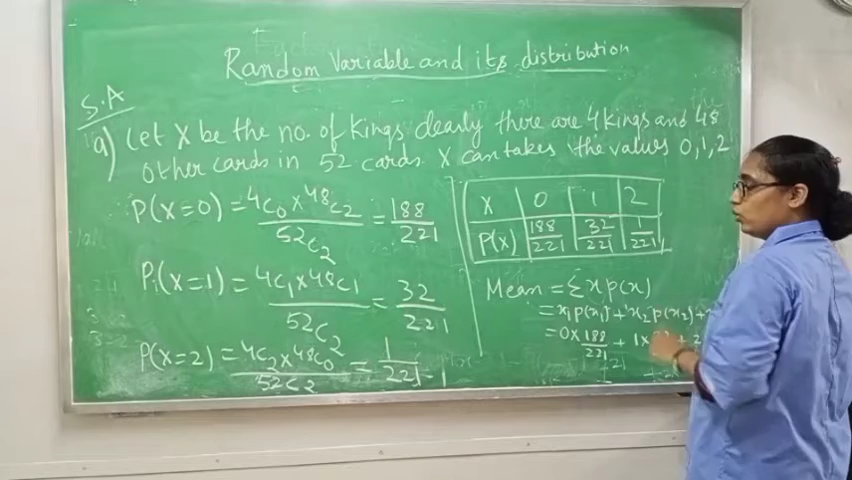 Random Variable and its distribution
S.A
a) Let X be the no. of kings clearly there are 4 kings and 48
other cards in 52 cards. X can takes the values 0,1,2
P(X=0) = 4c0 x 48c2 / 52c2 = 188/221
P(X=1) = 4c1 x 48c1 / 52c2 = 32/221
P(X=2) = 4c2 x 48c0 / 52c2 = 1/221
X 0 1 2
P(X) 188/221 32/221 1/221
Mean = Σ x p(x)
= x1 p(x1) + x2 p(x2) +
= 0 x 188/221 + 1 x